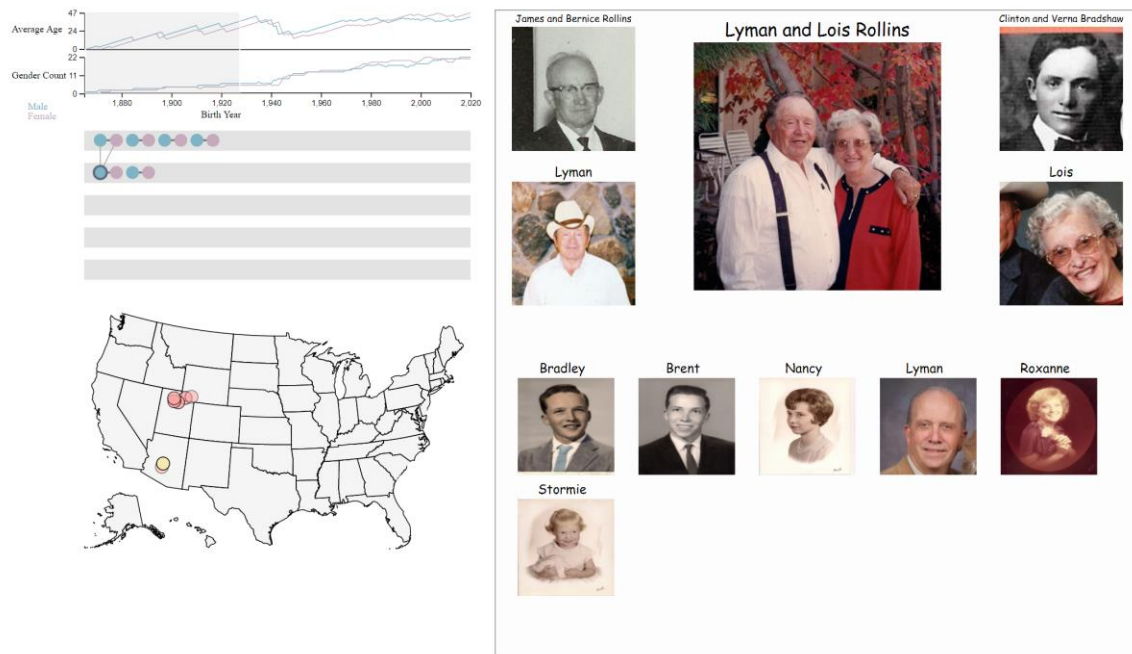 47
Average Age
24
0
22
Gender Count
11
0
1,880
1,900
1,920
1,940
1,960
1,980
2,000
2,020
Birth Year
Male
Female
James and Bernice Rollins
Lyman and Lois Rollins
Clinton and Verna Bradshaw
Lyman
Lois
Bradley
Brent
Nancy
Lyman
Roxanne
Stormie